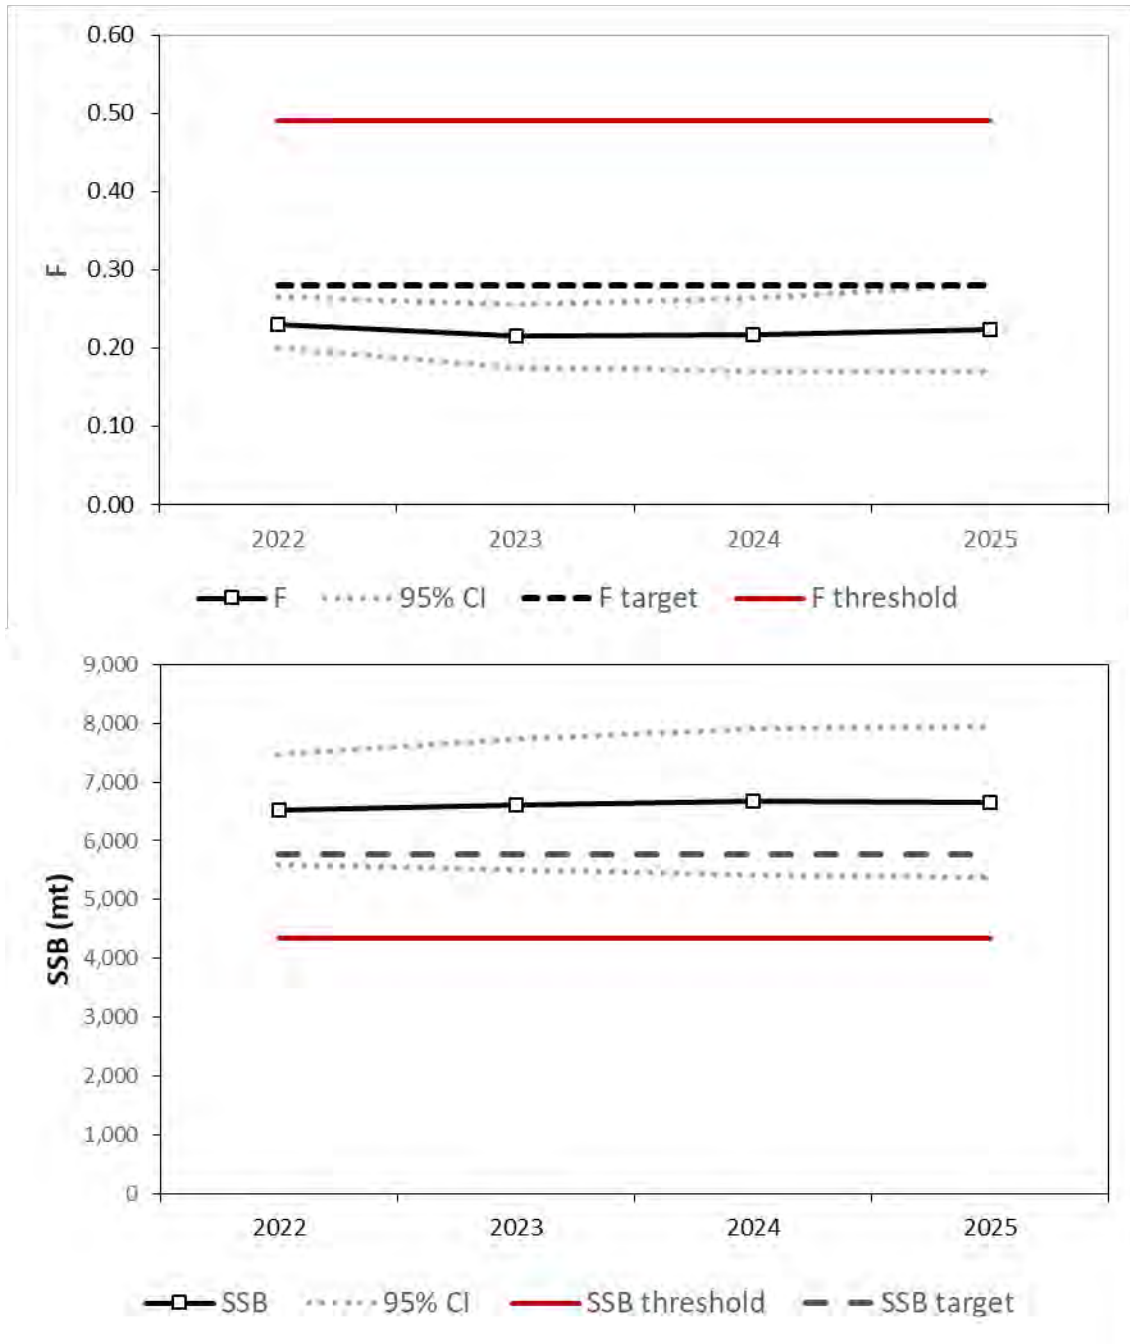 0.60
0.50
0.40
0.30
0.20
0.10
0.00
F
2022 2023 2024 2025
F 95% CI F target F threshold
9,000
8,000
7,000
6,000
5,000
4,000
3,000
2,000
1,000
0
SSB (mt)
2022 2023 2024 2025
SSB 95% CI SSB threshold SSB target